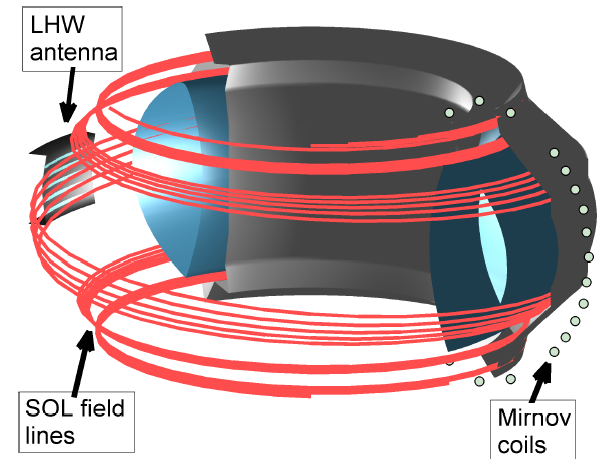 LHW
antenna
SOL field
lines
Mirnov
coils